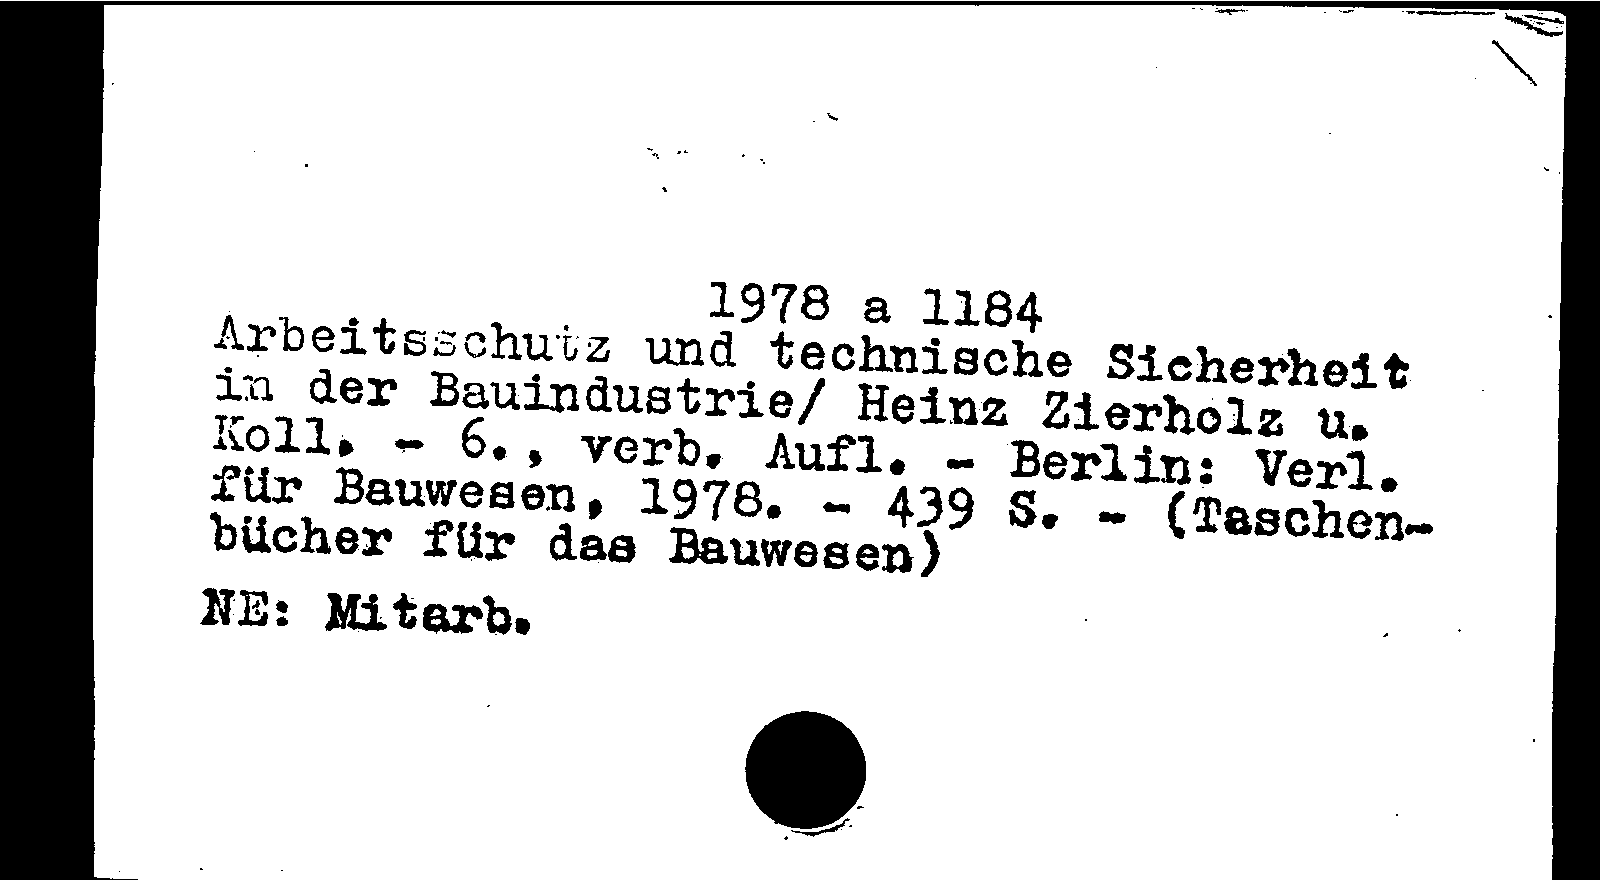 1978 a 1184
Arbeitsschutz und technische Sicherheit
in der Bauindustrie/ Heinz Zierholz u.
Koll. - 6., verb. Aufl. - Berlin: Verl.
für Bauwesen, 1978. - 439 S. - (Taschen-
bücher für das Bauwesen)
NE: Mitarb.